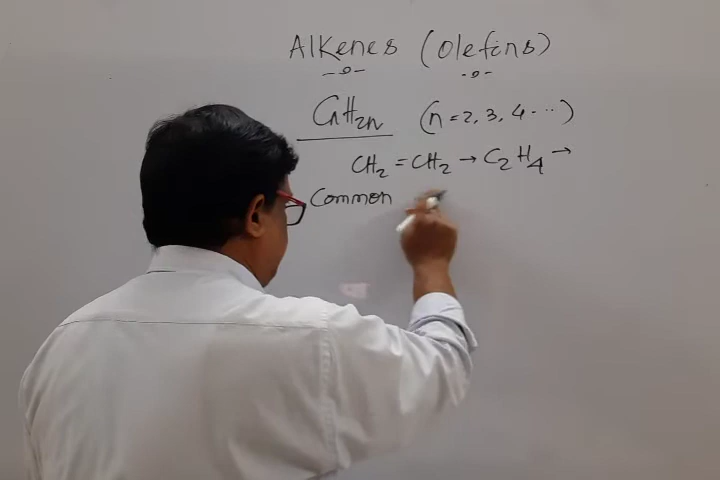 Alkenes (Olefins)
CnH2n (n = 2, 3, 4 - ...)
CH2 = CH2 → C2H4 →
Common